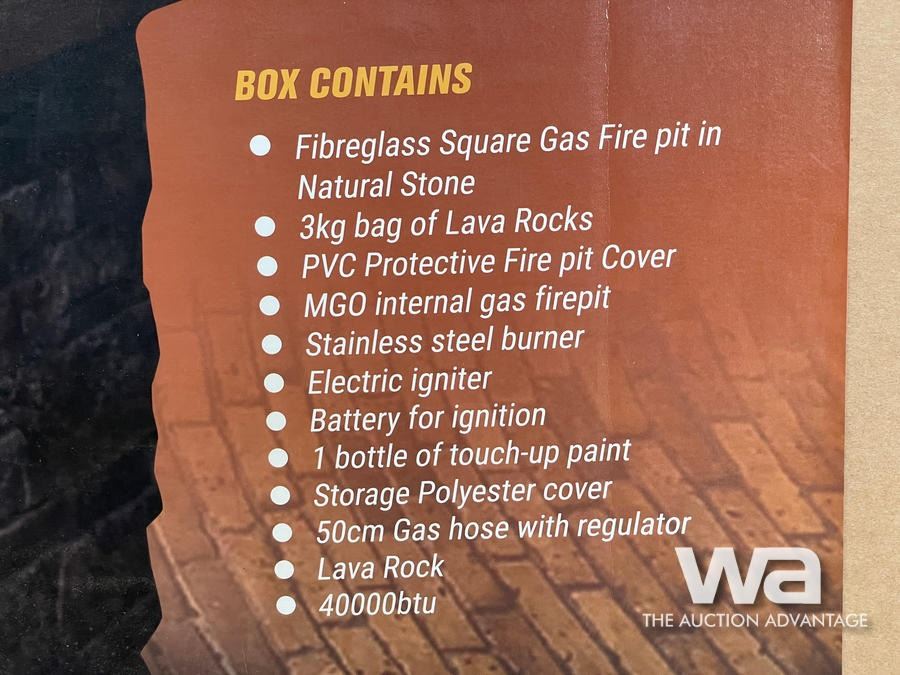 BOX CONTAINS
Fibreglass Square Gas Fire pit in
Natural Stone
3kg bag of Lava Rocks
PVC Protective Fire pit Cover
MGO internal gas firepit
Stainless steel burner
Electric igniter
Battery for ignition
1 bottle of touch-up paint
Storage Polyester cover
50cm Gas hose with regulator
Lava Rock
40000btu
wa
THE AUCTION ADVANTAGE